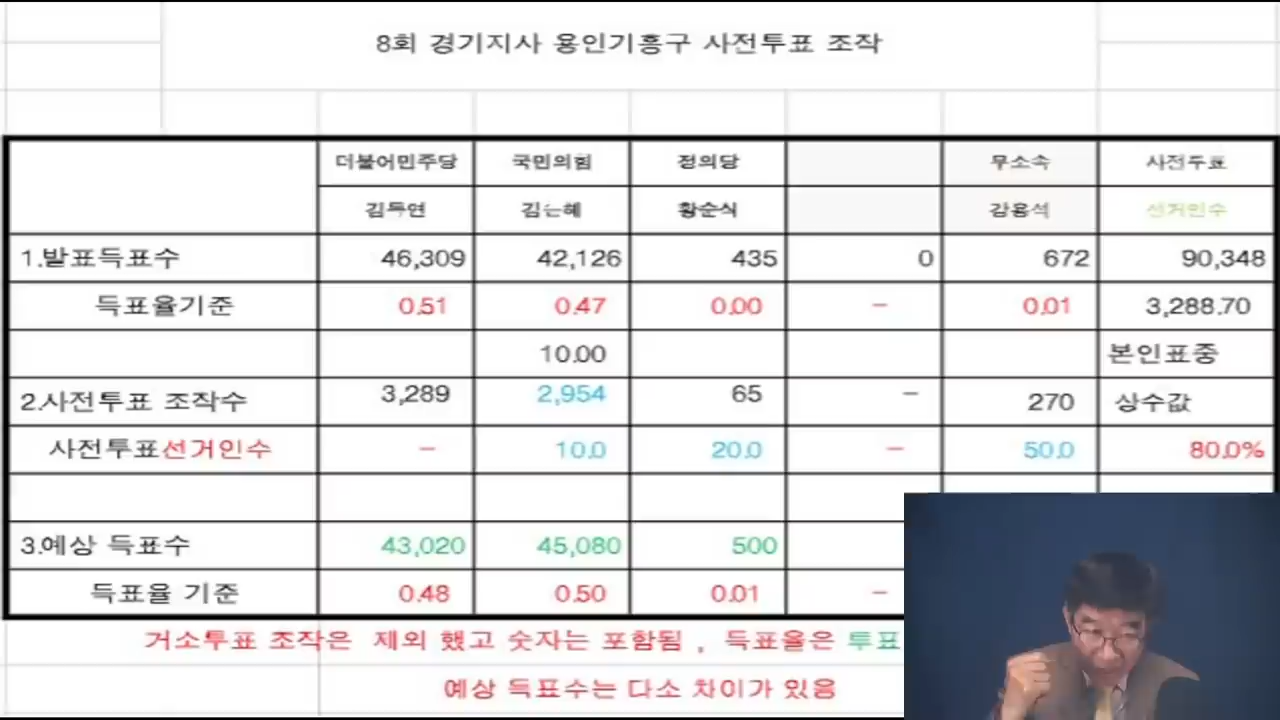 8회 경기지사 용인기흥구 사전투표 조작
더불어민주당 국민의힘 정의당 무소속 사전투표
김동연 김은혜 황순식 강용석 선거인수
1.발표득표수 46,309 42,126 435 0 672 90,348
득표율기준 0.51 0.47 0.00 – 0.01 3,288.70
10.00 본인표중
2.사전투표 조작수 3,289 2,954 65 – 270 상수값
사전투표선거인수 – 10.0 20.0 – 50.0 80.0%
3.예상 득표수 43,020 45,080 500
득표율 기준 0.48 0.50 0.01 –
거소투표 조작은 제외 했고 숫자는 포함됨 , 득표율은 투표
예상 득표수는 다소 차이가 있음